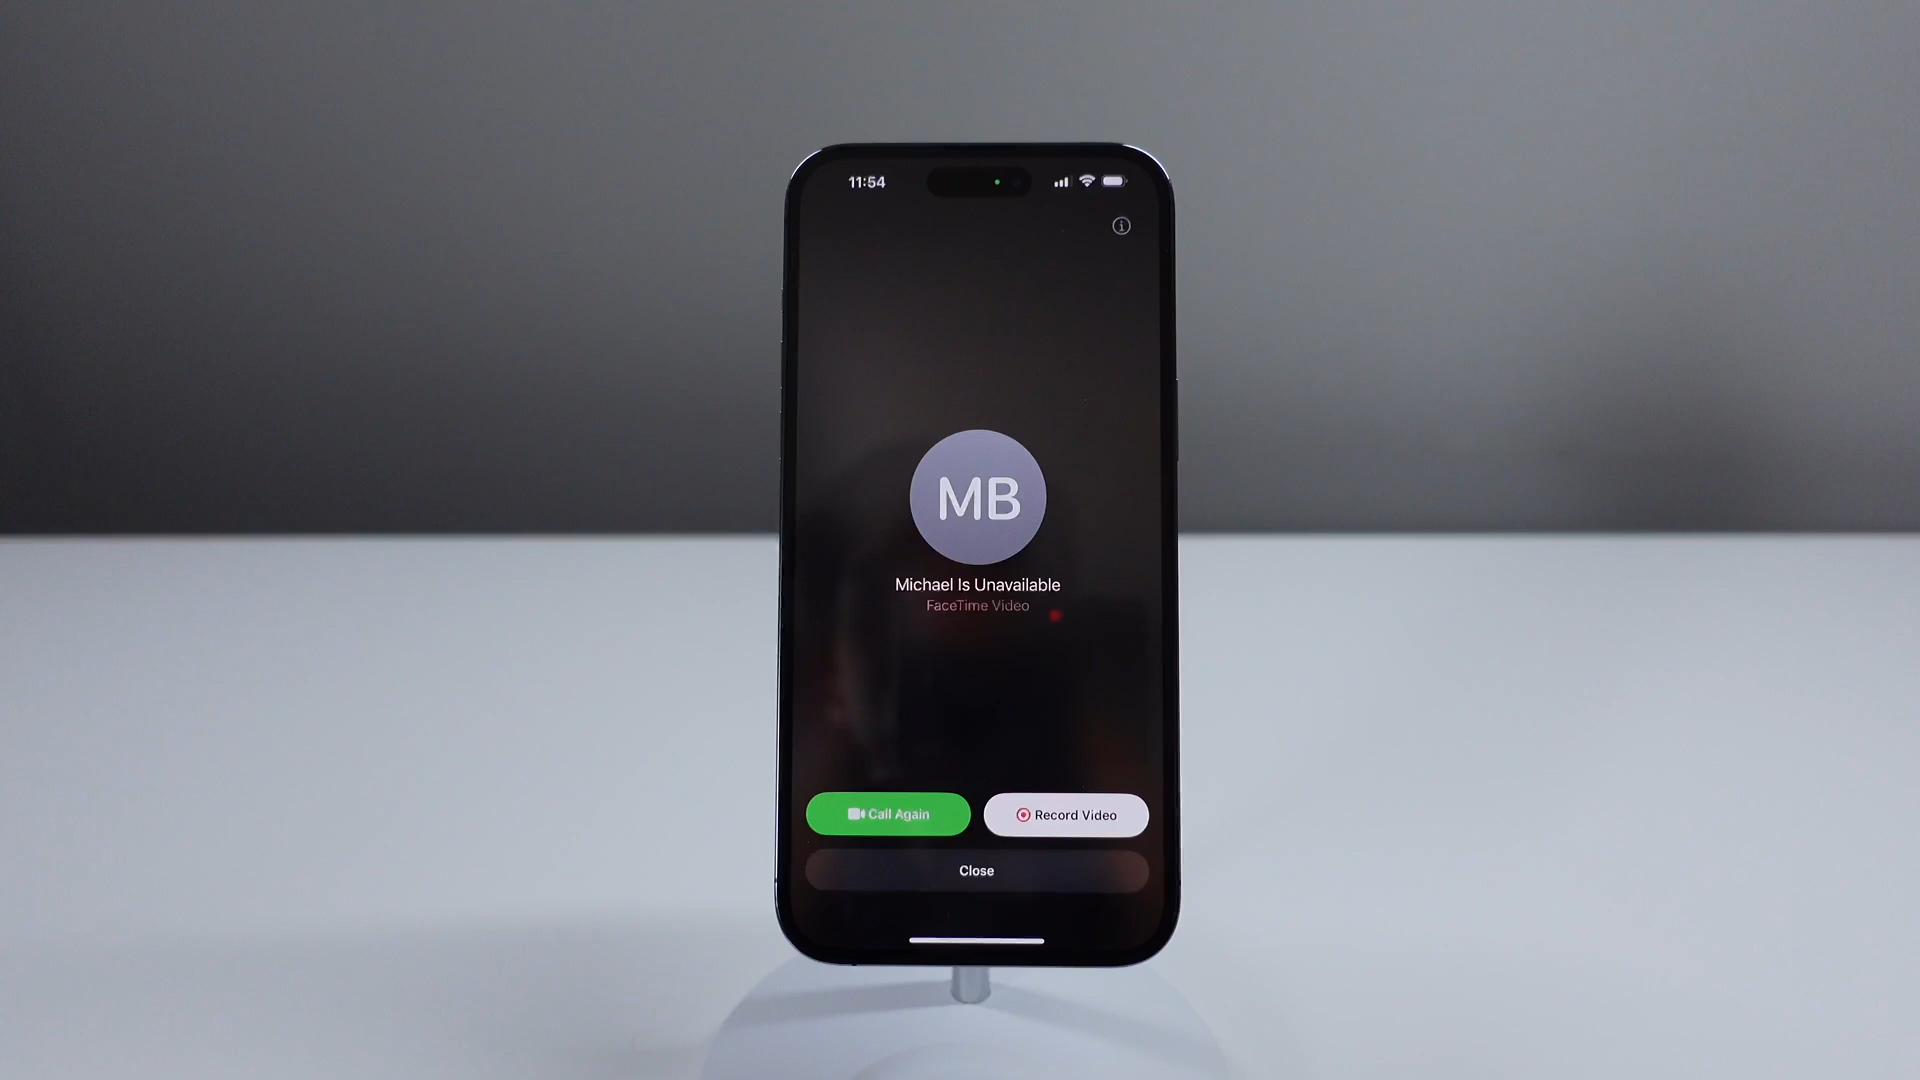 11:54
MB
Michael Is Unavailable
FaceTime Video
Call Again
Record Video
Close